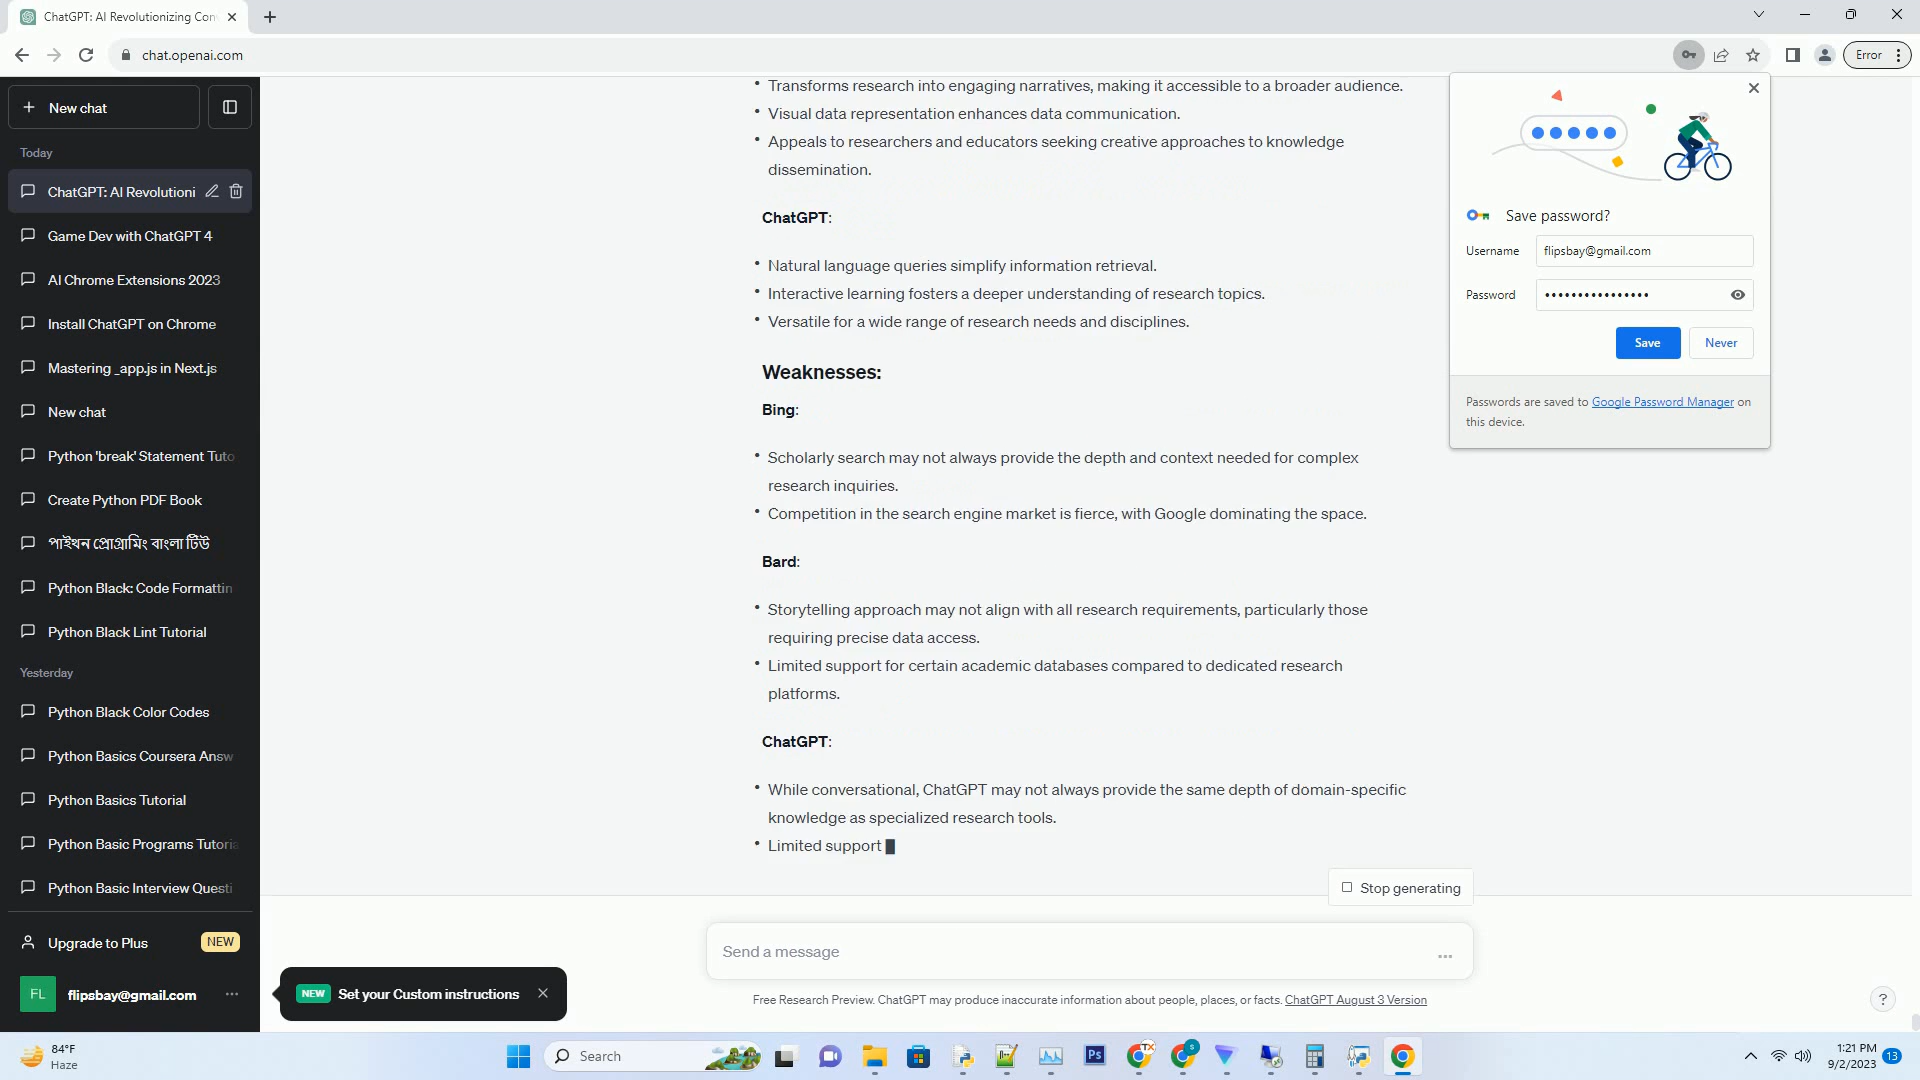 ChatGPT: AI Revolutionizing Con
chat.openai.com
Error
New chat
Today
ChatGPT: AI Revolutioni
Game Dev with ChatGPT 4
AI Chrome Extensions 2023
Install ChatGPT on Chrome
Mastering _app.js in Next.js
New chat
Python 'break' Statement Tuto
Create Python PDF Book
পাইথন প্রোগ্রামিং বাংলা টিউ
Python Black: Code Formattin
Python Black Lint Tutorial
Yesterday
Python Black Color Codes
Python Basics Coursera Answ
Python Basics Tutorial
Python Basic Programs Tutoria
Python Basic Interview Questi
Upgrade to Plus NEW
FL flipsbay@gmail.com ...
• Transforms research into engaging narratives, making it accessible to a broader audience.
• Visual data representation enhances data communication.
• Appeals to researchers and educators seeking creative approaches to knowledge
dissemination.
ChatGPT:
• Natural language queries simplify information retrieval.
• Interactive learning fosters a deeper understanding of research topics.
• Versatile for a wide range of research needs and disciplines.
Weaknesses:
Bing:
• Scholarly search may not always provide the depth and context needed for complex
research inquiries.
• Competition in the search engine market is fierce, with Google dominating the space.
Bard:
• Storytelling approach may not align with all research requirements, particularly those
requiring precise data access.
• Limited support for certain academic databases compared to dedicated research
platforms.
ChatGPT:
• While conversational, ChatGPT may not always provide the same depth of domain-specific
knowledge as specialized research tools.
• Limited support
Stop generating
Send a message
...
NEW Set your Custom instructions
Free Research Preview. ChatGPT may produce inaccurate information about people, places, or facts. ChatGPT August 3 Version
?
Save password?
Username flipsbay@gmail.com
Password ••••••••••••••••
Save Never
Passwords are saved to Google Password Manager on
this device.
84°F
Haze
Search
Ps
TX
S
1:21 PM
9/2/2023
13